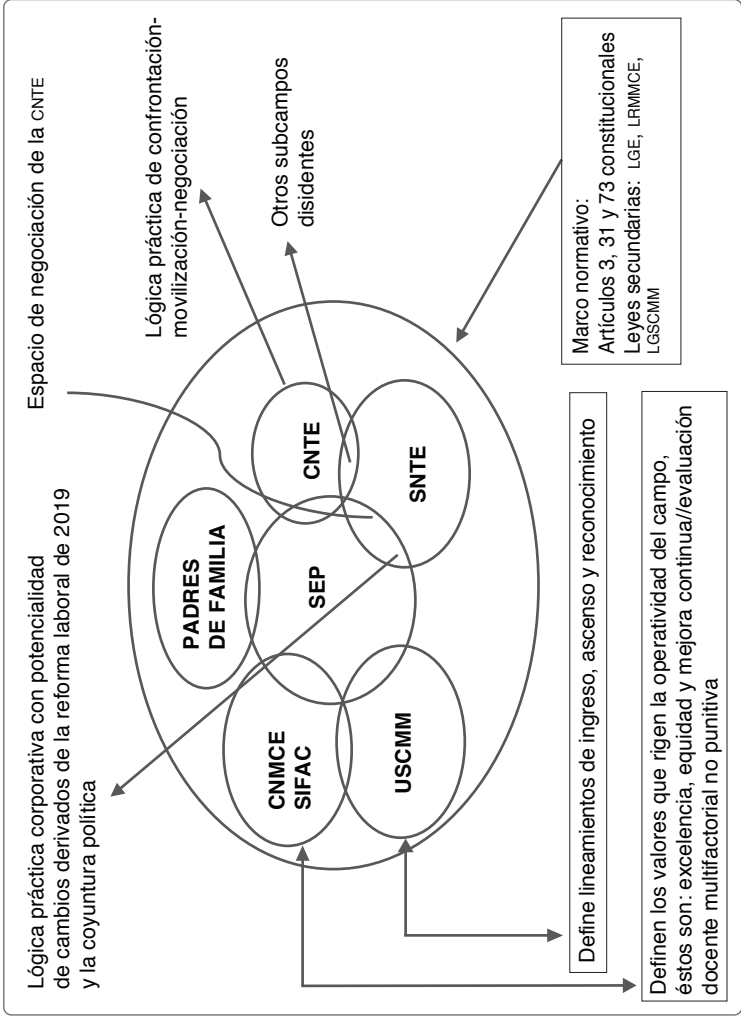 Lógica práctica corporativa con potencialidad
de cambios derivados de la reforma laboral de 2019
y la coyuntura política
Espacio de negociación de la CNTE
Lógica práctica de confrontación-
movilización-negociación
Otros subcampos
disidentes
PADRES
DE FAMILIA
CNMCE
SIFAC
SEP
CNTE
USCMM
SNTE
Marco normativo:
Artículos 3, 31 y 73 constitucionales
Leyes secundarias: LGE, LRMMCE,
LGSCMM
Define lineamientos de ingreso, ascenso y reconocimiento
Definen los valores que rigen la operatividad del campo,
éstos son: excelencia, equidad y mejora continua//evaluación
docente multifactorial no punitiva